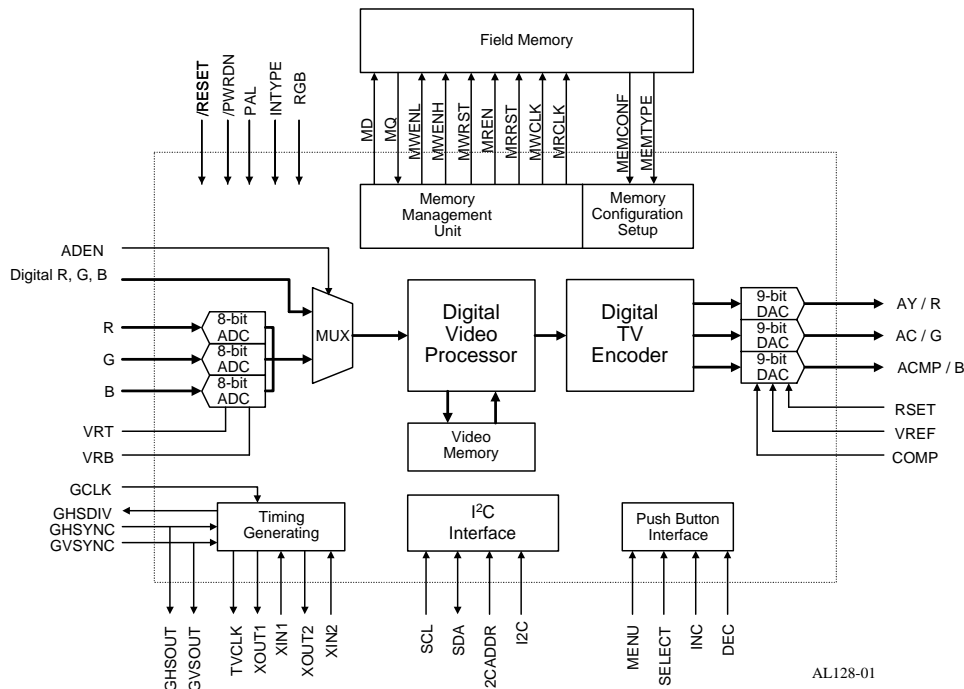 Field Memory
/RESET
/PWRDN
PAL
INTYPE
RGB
MD
MQ
MWENL
MWENH
MWRST
MREN
MRRST
MWCLK
MRCLK
MEMCONF
MEMTYPE
Memory
Management
Unit
Memory
Configuration
Setup
ADEN
Digital R, G, B
R
G
B
8-bit
ADC
8-bit
ADC
8-bit
ADC
MUX
Digital
Video
Processor
Digital
TV
Encoder
9-bit
DAC
9-bit
DAC
9-bit
DAC
AY / R
AC / G
ACMP / B
RSET
VREF
COMP
VRT
VRB
Video
Memory
GCLK
GHSDIV
GHSYNC
GVSYNC
Timing
Generating
I²C
Interface
Push Button
Interface
GHSOUT
GVSOUT
TVCLK
XOUT1
XIN1
XOUT2
XIN2
SCL
SDA
2CADDR
I2C
MENU
SELECT
INC
DEC
AL128-01